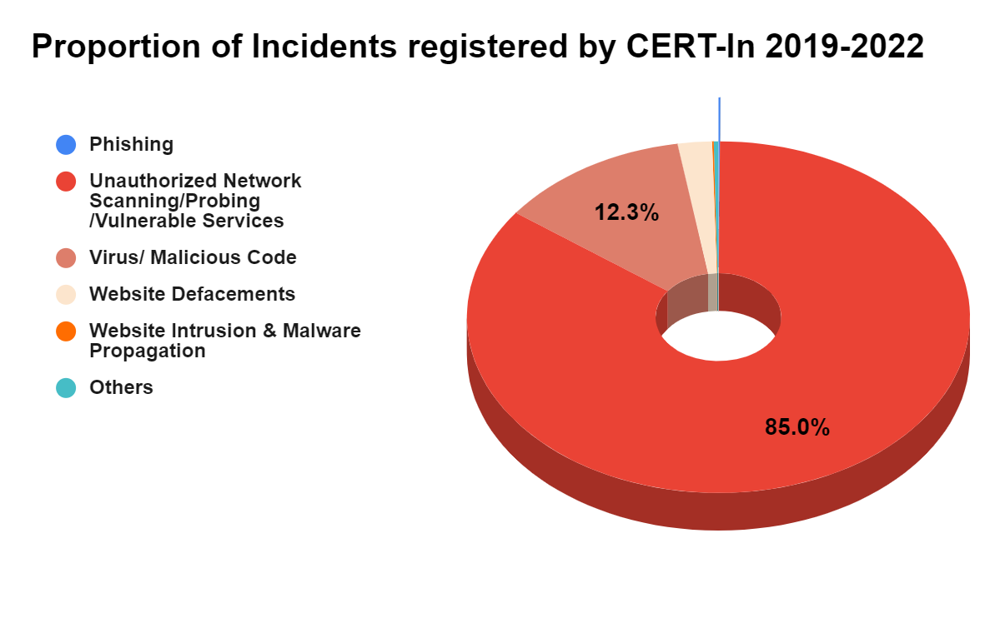 Proportion of Incidents registered by CERT-In 2019-2022
Phishing
Unauthorized Network
Scanning/Probing
/Vulnerable Services
Virus/ Malicious Code
Website Defacements
Website Intrusion & Malware
Propagation
Others
12.3%
85.0%